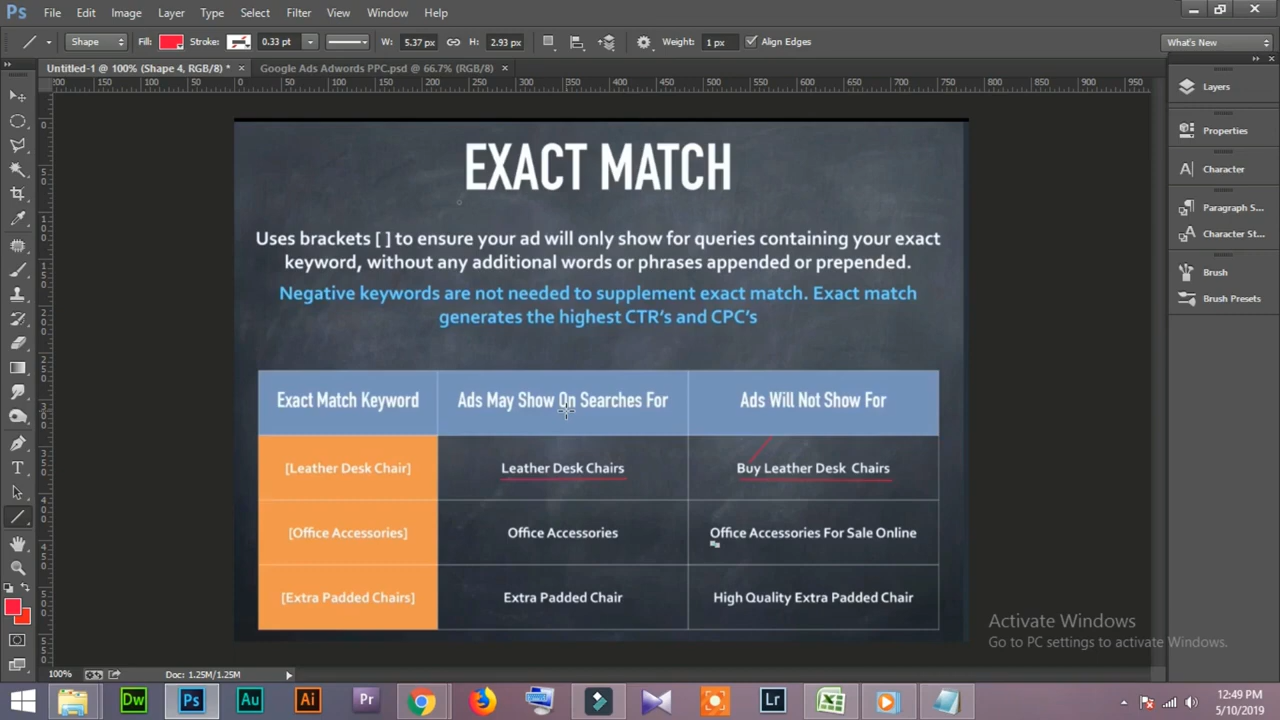 Ps File Edit Image Layer Type Select Filter View Window Help
Shape Fill: Stroke: 0.33 pt W: 5.37 px H: 2.93 px Weight: 1 px Align Edges What's New
Untitled-1 @ 100% (Shape 4, RGB/8) * × Google Ads Adwords PPC.psd @ 66.7% (RGB/8) ×
Layers
Properties
Character
Paragraph S...
Character St...
Brush
Brush Presets
EXACT MATCH
Uses brackets [ ] to ensure your ad will only show for queries containing your exact
keyword, without any additional words or phrases appended or prepended.
Negative keywords are not needed to supplement exact match. Exact match
generates the highest CTR's and CPC's
Exact Match Keyword Ads May Show On Searches For Ads Will Not Show For
[Leather Desk Chair] Leather Desk Chairs Buy Leather Desk Chairs
[Office Accessories] Office Accessories Office Accessories For Sale Online
[Extra Padded Chairs] Extra Padded Chair High Quality Extra Padded Chair
Activate Windows
Go to PC settings to activate Windows.
100% Doc: 1.25M/1.25M
Dw Ps Au Ai Pr Lr
12:49 PM
5/10/2019